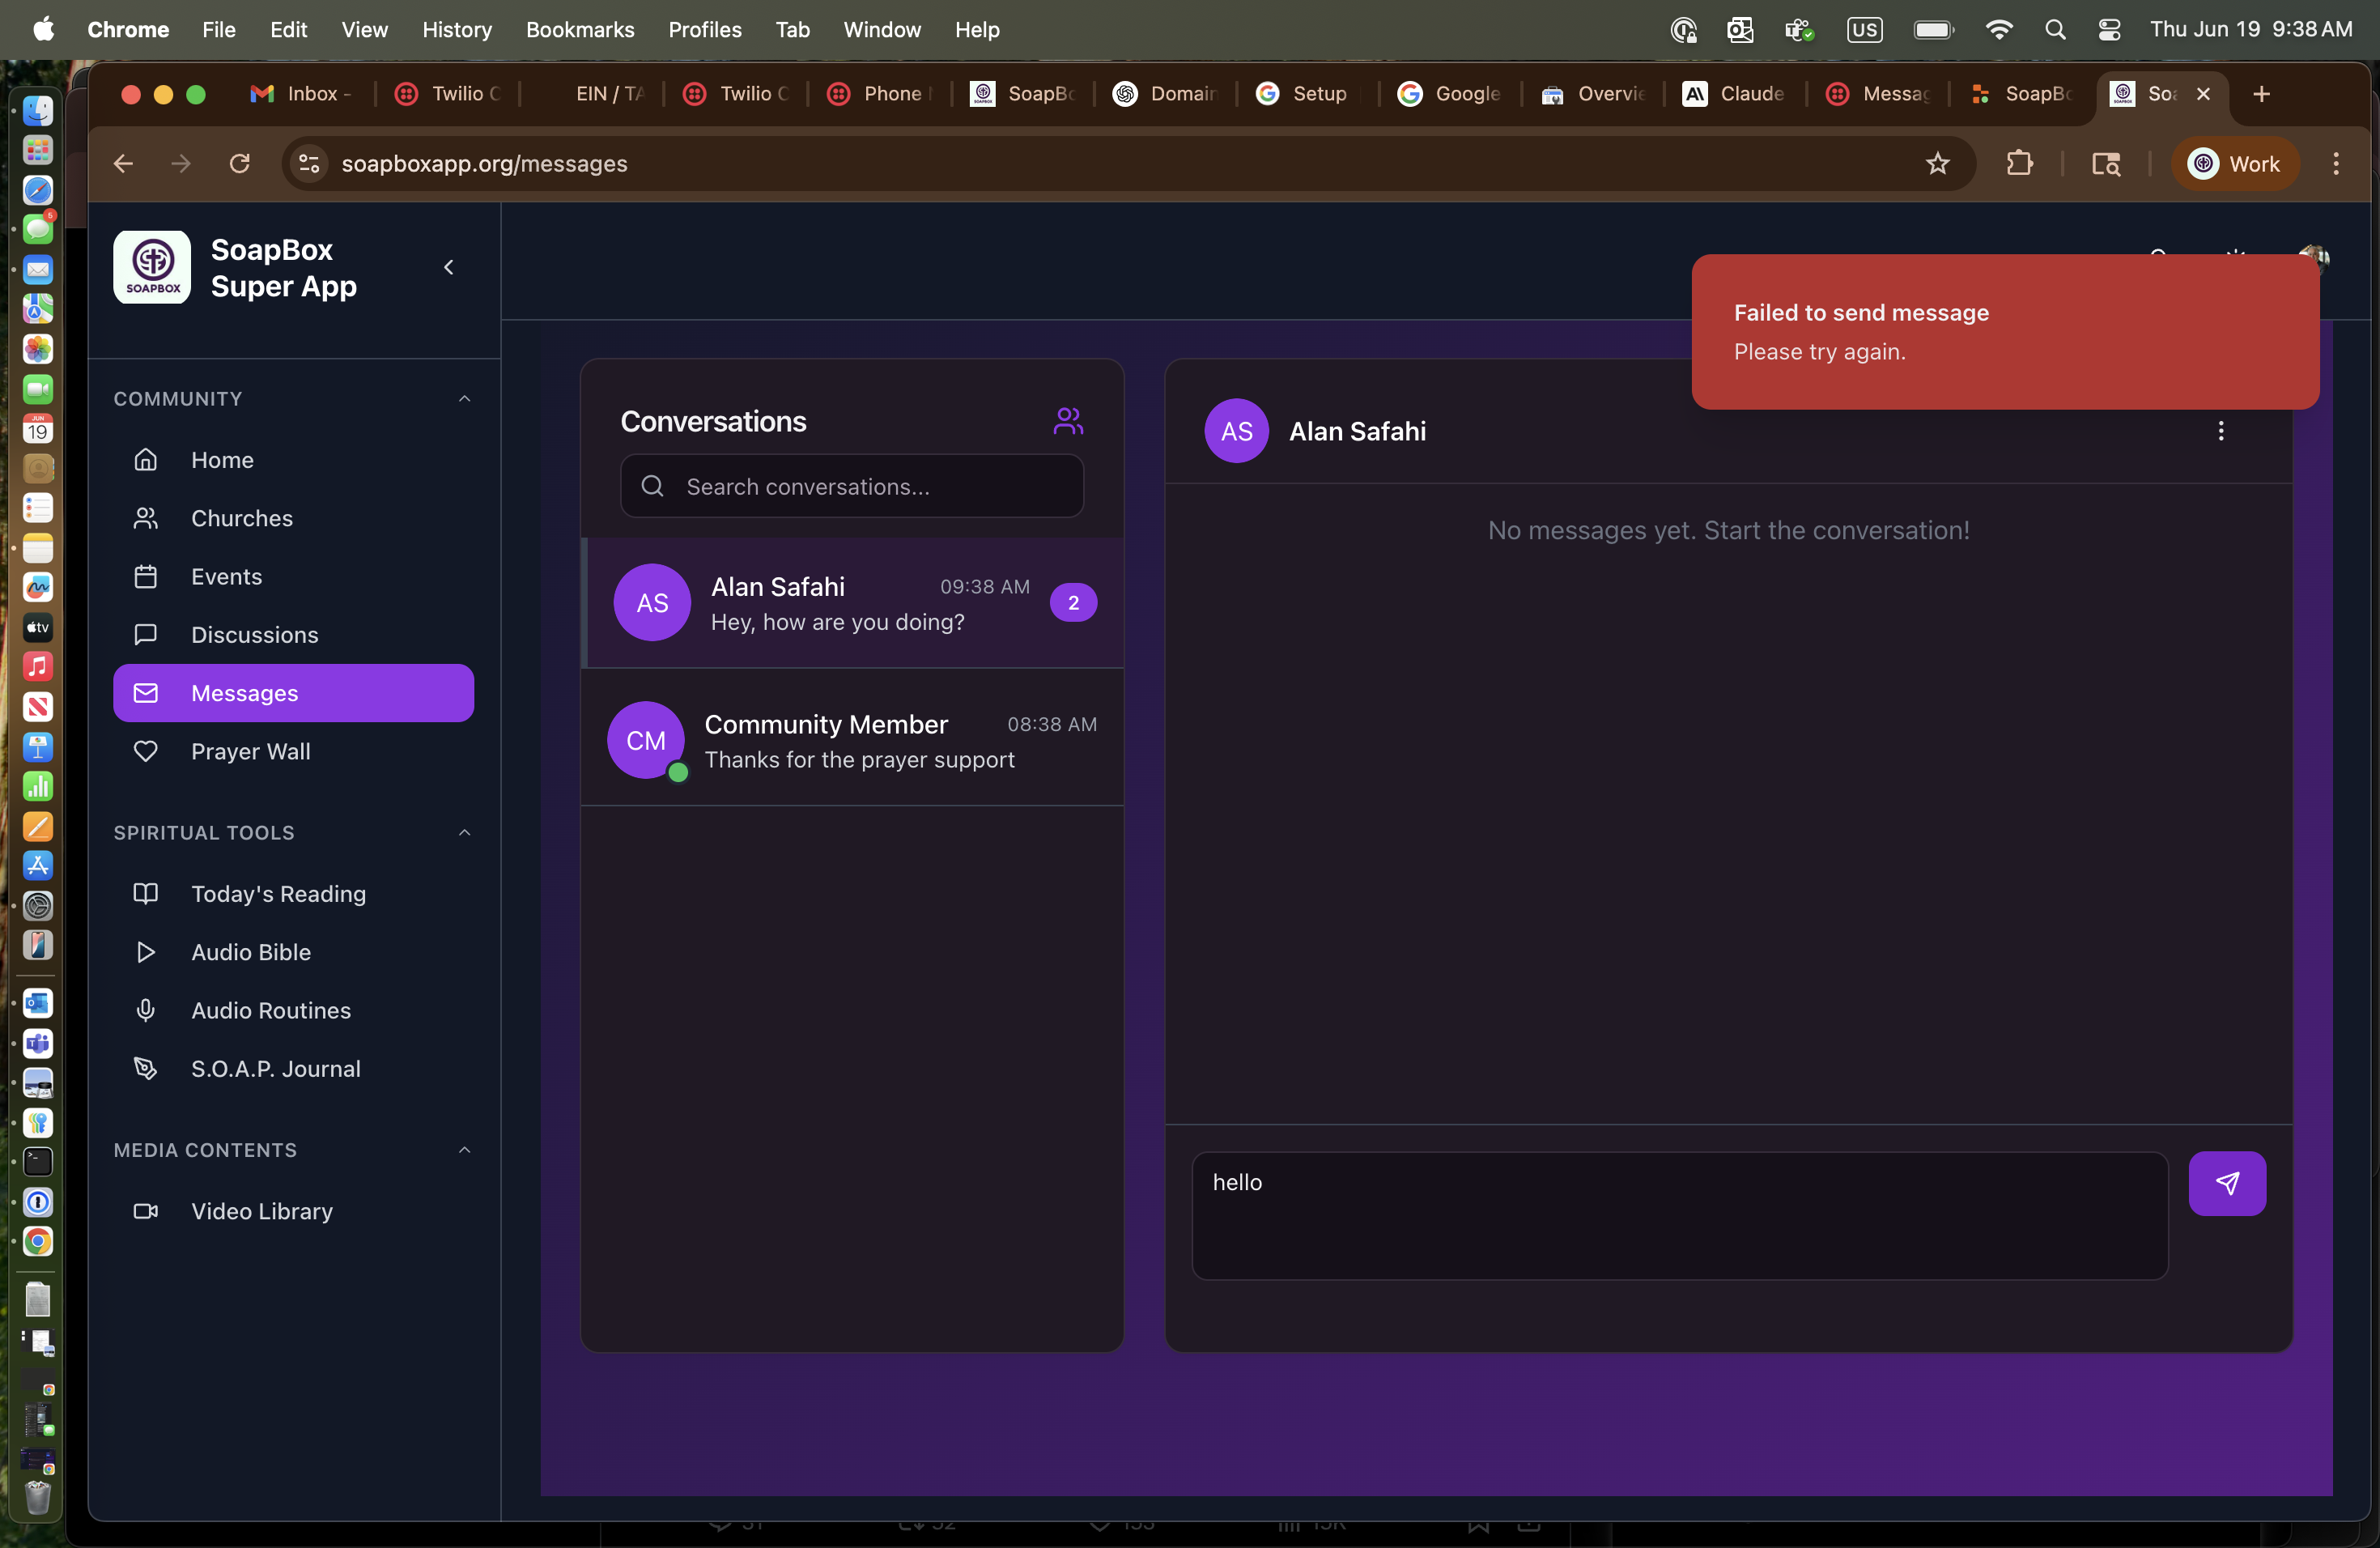 Chrome File Edit View History Bookmarks Profiles Tab Window Help US Thu Jun 19 9:38 AM
Inbox - Twilio EIN / TA Twilio Phone SoapBo Domain Setup Google Overvie Claude Messag SoapBo Soa
soapboxapp.org/messages Work
SOAPBOX
SoapBox
Super App
Failed to send message
Please try again.
COMMUNITY
Home
Churches
Events
Discussions
Messages
Prayer Wall
SPIRITUAL TOOLS
Today's Reading
Audio Bible
Audio Routines
S.O.A.P. Journal
MEDIA CONTENTS
Video Library
Conversations
Search conversations...
AS Alan Safahi 09:38 AM 2
Hey, how are you doing?
CM Community Member 08:38 AM
Thanks for the prayer support
AS Alan Safahi
No messages yet. Start the conversation!
hello
5
JUN
19
tv